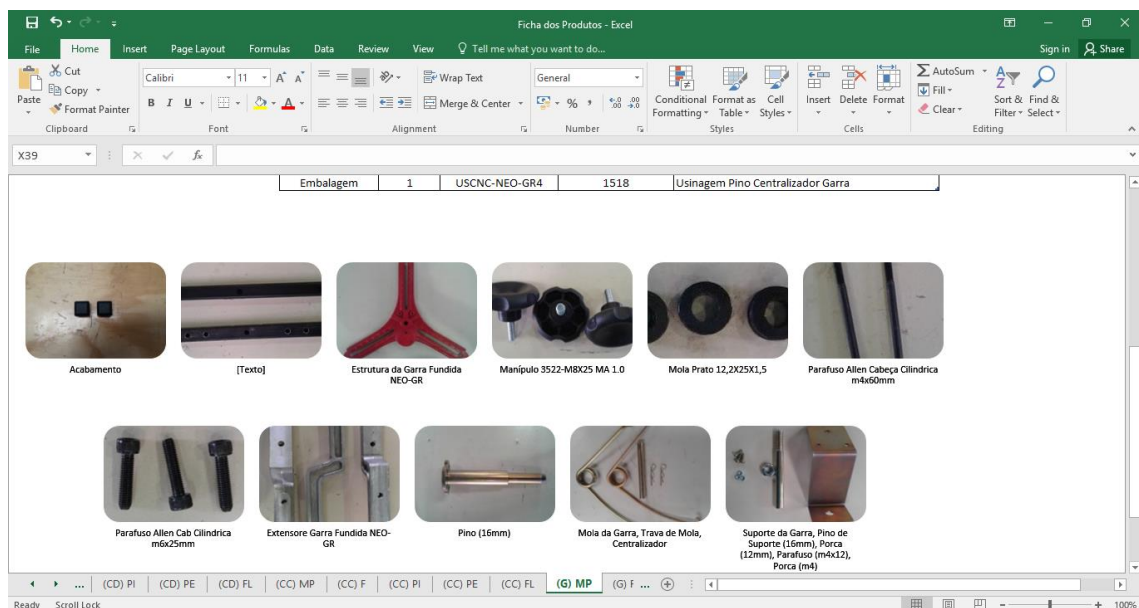 Ficha dos Produtos - Excel
File Home Insert Page Layout Formulas Data Review View Tell me what you want to do... Sign in Share
Paste
Cut
Copy
Format Painter
Clipboard
Calibri 11
B I U
Font
Wrap Text
Merge & Center
Alignment
General
Number
Conditional Formatting
Format as Table
Cell Styles
Styles
Insert Delete Format
Cells
AutoSum
Fill
Clear
Sort & Filter
Find & Select
Editing
X39 fx
Embalagem 1 USCNC-NEO-GR4 1518 Usinagem Pino Centralizador Garra
Acabamento
[Texto]
Estrutura da Garra Fundida
NEO-GR
Manípulo 3522-M8X25 MA 1.0
Mola Prato 12,2X25X1,5
Parafuso Allen Cabeça Cilindrica
m4x60mm
Parafuso Allen Cab Cilindrica
m6x25mm
Extensore Garra Fundida NEO-
GR
Pino (16mm)
Mola da Garra, Trava de Mola,
Centralizador
Suporte da Garra, Pino de
Suporte (16mm), Porca
(12mm), Parafuso (m4x12),
Porca (m4)
... (CD) PI (CD) PE (CD) FL (CC) MP (CC) F (CC) PI (CC) PE (CC) FL (G) MP (G) F ...
Ready Scroll Lock 100%